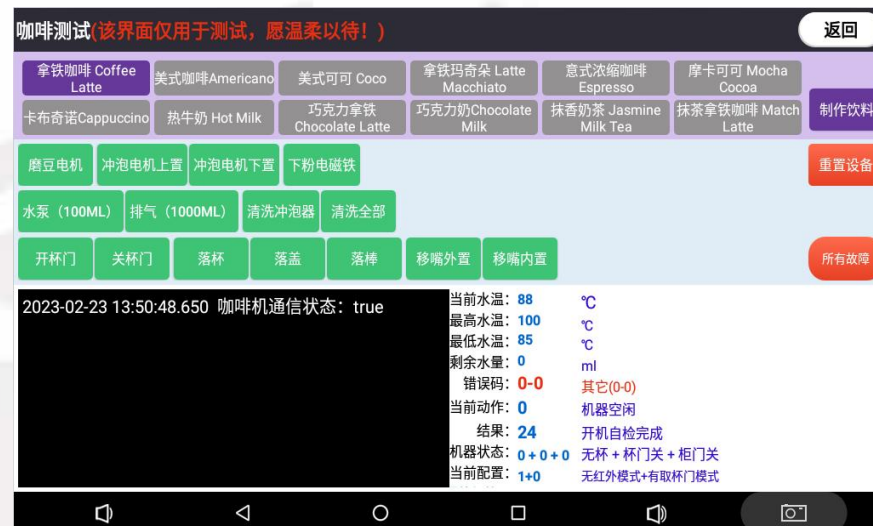 咖啡测试(该界面仅用于测试，愿温柔以待！)
返回
拿铁咖啡 Coffee
Latte
美式咖啡Americano
美式可可 Coco
拿铁玛奇朵 Latte
Macchiato
意式浓缩咖啡
Espresso
摩卡可可 Mocha
Cocoa
卡布奇诺Cappuccino
热牛奶 Hot Milk
巧克力拿铁
Chocolate Latte
巧克力奶Chocolate
Milk
抹香奶茶 Jasmine
Milk Tea
抹茶拿铁咖啡 Match
Latte
制作饮料
磨豆电机
冲泡电机上置
冲泡电机下置
下粉电磁铁
重置设备
水泵（100ML）
排气（1000ML）
清洗冲泡器
清洗全部
开杯门
关杯门
落杯
落盖
落棒
移嘴外置
移嘴内置
所有故障
2023-02-23 13:50:48.650 咖啡机通信状态：true
当前水温：88 ℃
最高水温：100 ℃
最低水温：85 ℃
剩余水量：0 ml
错误码：0-0 其它(0-0)
当前动作：0 机器空闲
结果：24 开机自检完成
机器状态：0 + 0 + 0 无杯 + 杯门关 + 柜门关
当前配置：1+0 无红外模式+有取杯门模式